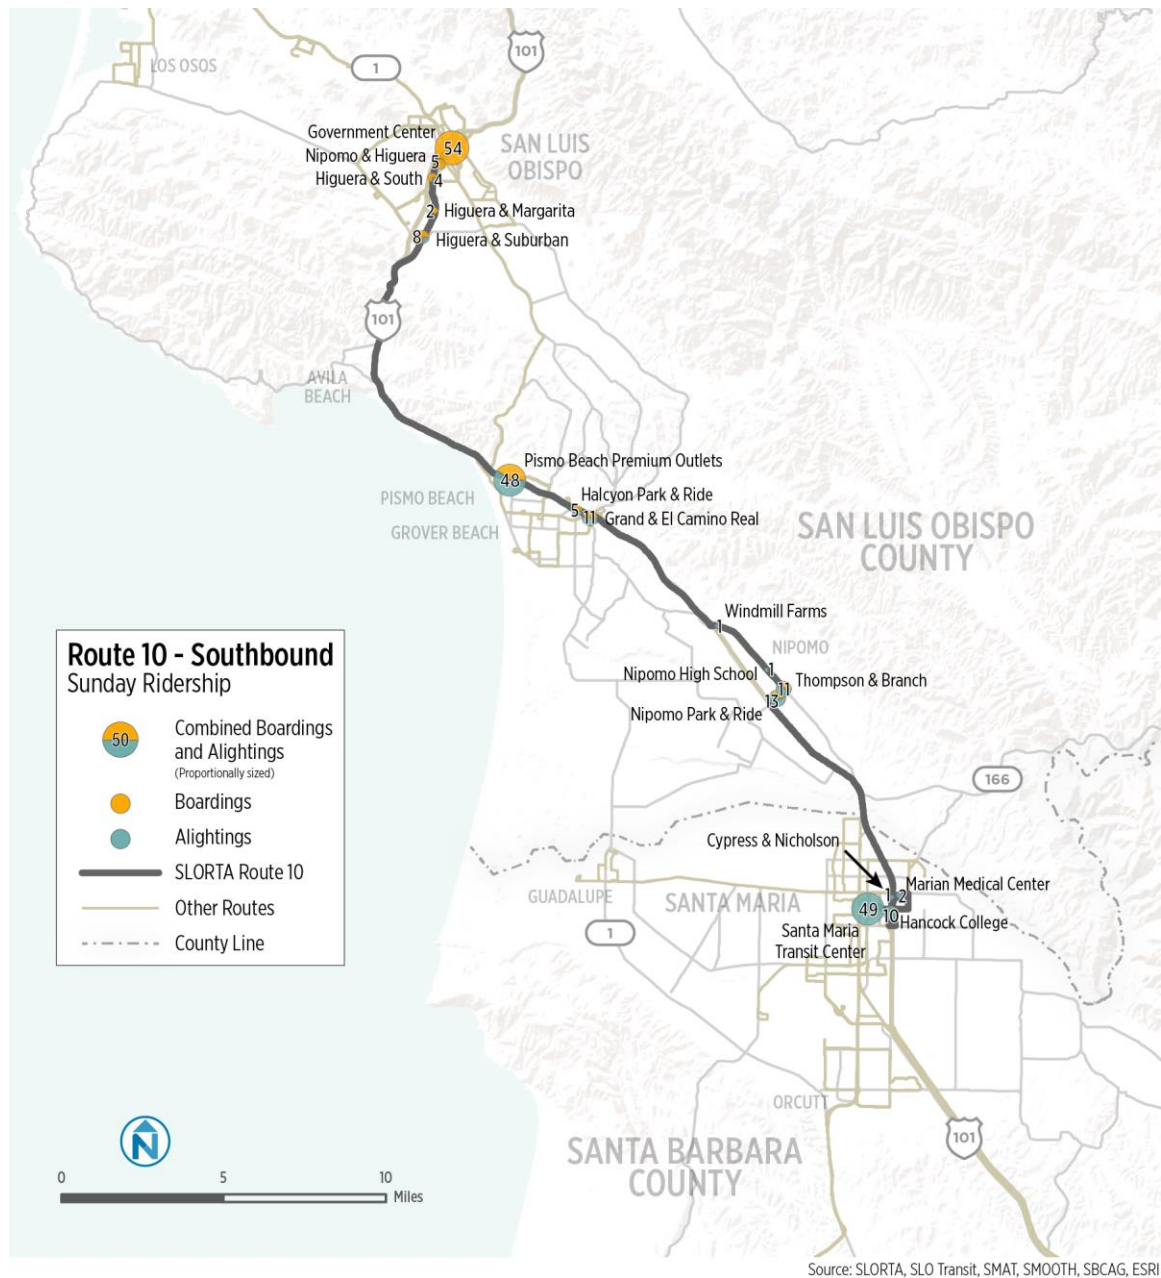 LOS OSOS
1
101
Government Center
54
SAN LUIS
OBISPO
Nipomo & Higuera
5
Higuera & South
4
2
Higuera & Margarita
8
Higuera & Suburban
101
AVILA
BEACH
Pismo Beach Premium Outlets
48
PISMO BEACH
Halcyon Park & Ride
5
11
Grand & El Camino Real
GROVER BEACH
SAN LUIS OBISPO
COUNTY
Windmill Farms
1
NIPOMO
Nipomo High School
1
Thompson & Branch
11
13
Nipomo Park & Ride
Route 10 - Southbound
Sunday Ridership
50
Combined Boardings
and Alightings
(Proportionally sized)
Boardings
Alightings
SLORTA Route 10
Other Routes
County Line
166
Cypress & Nicholson
1
2
Marian Medical Center
GUADALUPE
SANTA MARIA
49
10
Hancock College
1
Santa Maria
Transit Center
ORCUTT
101
SANTA BARBARA
COUNTY
N
0
5
10
Miles
Source: SLORTA, SLO Transit, SMAT, SMOOTH, SBCAG, ESRI